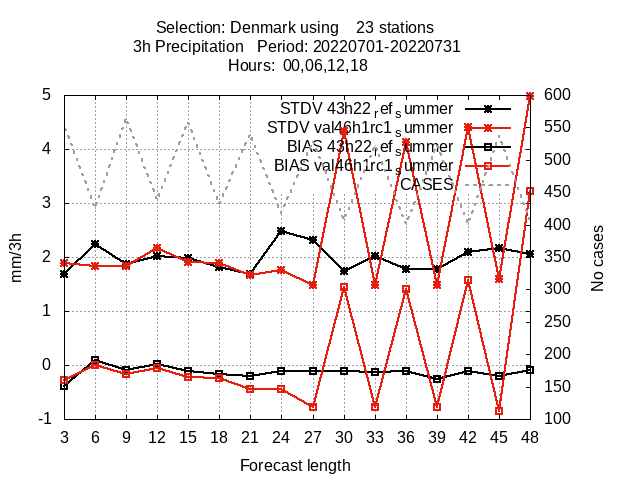 Selection: Denmark using    23 stations
3h Precipitation   Period: 20220701-20220731
Hours: 00,06,12,18
STDV 43h22_ref_summer
STDV val46h1rc1_summer
BIAS 43h22_ref_summer
BIAS val46h1rc1_summer
CASES
mm/3h
5
4
3
2
1
0
-1
600
550
500
450
400
350
300
250
200
150
100
No cases
3 6 9 12 15 18 21 24 27 30 33 36 39 42 45 48
Forecast length